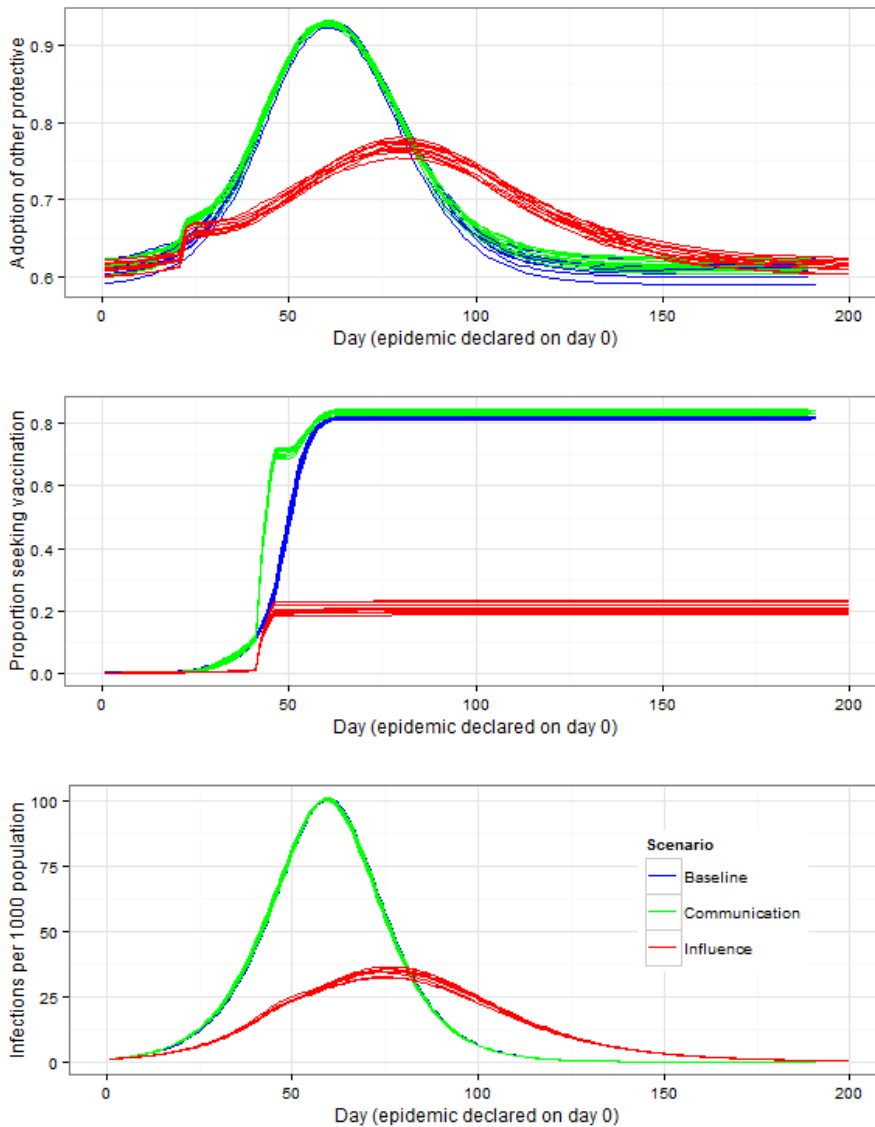 Adoption of other protective
0.9
0.8
0.7
0.6
0
50
100
150
200
Day (epidemic declared on day 0)
Proportion seeking vaccination
0.8
0.6
0.4
0.2
0.0
0
50
100
150
200
Day (epidemic declared on day 0)
Infections per 1000 population
100
75
50
25
0
Scenario
Baseline
Communication
Influence
0
50
100
150
200
Day (epidemic declared on day 0)